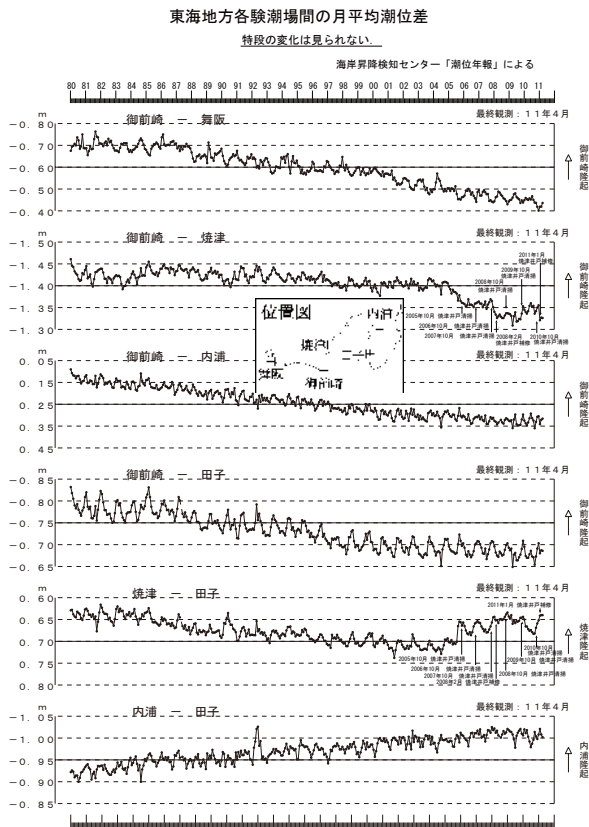 東海地方各験潮場間の月平均潮位差
特段の変化は見られない．
海岸昇降検知センター「潮位年報」による
80 81 82 83 84 85 86 87 88 89 90 91 92 93 94 95 96 97 98 99 00 01 02 03 04 05 06 07 08 09 10 11
m
御前崎 － 舞阪
最終観測：１１年４月
－0. 80
－0. 70
－0. 60
－0. 50
－0. 40
御前崎隆起
m
御前崎 － 焼津
最終観測：１１年４月
－1. 50
－1. 45
－1. 40
－1. 35
－1. 30
2011年1月
焼津井戸補修
2009年10月
焼津井戸清掃
2008年10月
焼津井戸清掃
2005年10月 焼津井戸清掃
2006年10月 焼津井戸清掃
2007年10月 焼津井戸清掃
2008年2月
焼津井戸補修
2010年10月
焼津井戸清掃
御前崎隆起
位置図
内浦
焼津
田子
舞阪
御前崎
m
御前崎 － 内浦
最終観測：１１年４月
0. 05
0. 15
0. 25
0. 35
0. 45
御前崎隆起
m
御前崎 － 田子
最終観測：１１年４月
－0. 85
－0. 80
－0. 75
－0. 70
－0. 65
御前崎隆起
m
焼津 － 田子
最終観測：１１年４月
0. 60
0. 65
0. 70
0. 75
0. 80
2011年1月 焼津井戸補修
2005年10月 焼津井戸清掃
2006年10月 焼津井戸清掃
2007年10月 焼津井戸清掃
2008年2月 焼津井戸補修
2008年10月 焼津井戸清掃
2009年10月 焼津井戸清掃
2010年10月
焼津井戸清掃
焼津隆起
m
内浦 － 田子
最終観測：１１年４月
－1. 05
－1. 00
－0. 95
－0. 90
－0. 85
内浦隆起